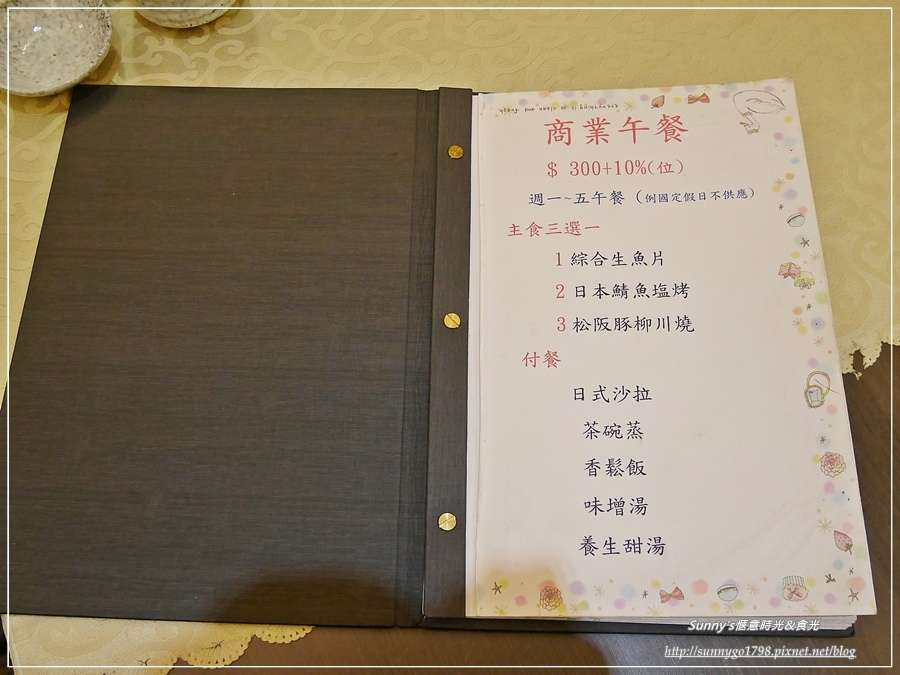 商業午餐
$ 300+10%(位)
週一~五午餐（例國定假日不供應）
主食三選一
1 綜合生魚片
2 日本鯖魚塩烤
3 松阪豚柳川燒
付餐
日式沙拉
茶碗蒸
香鬆飯
味增湯
養生甜湯
Sunny's愜意時光&食光
http://sunnygo1798.pixnet.net/blog